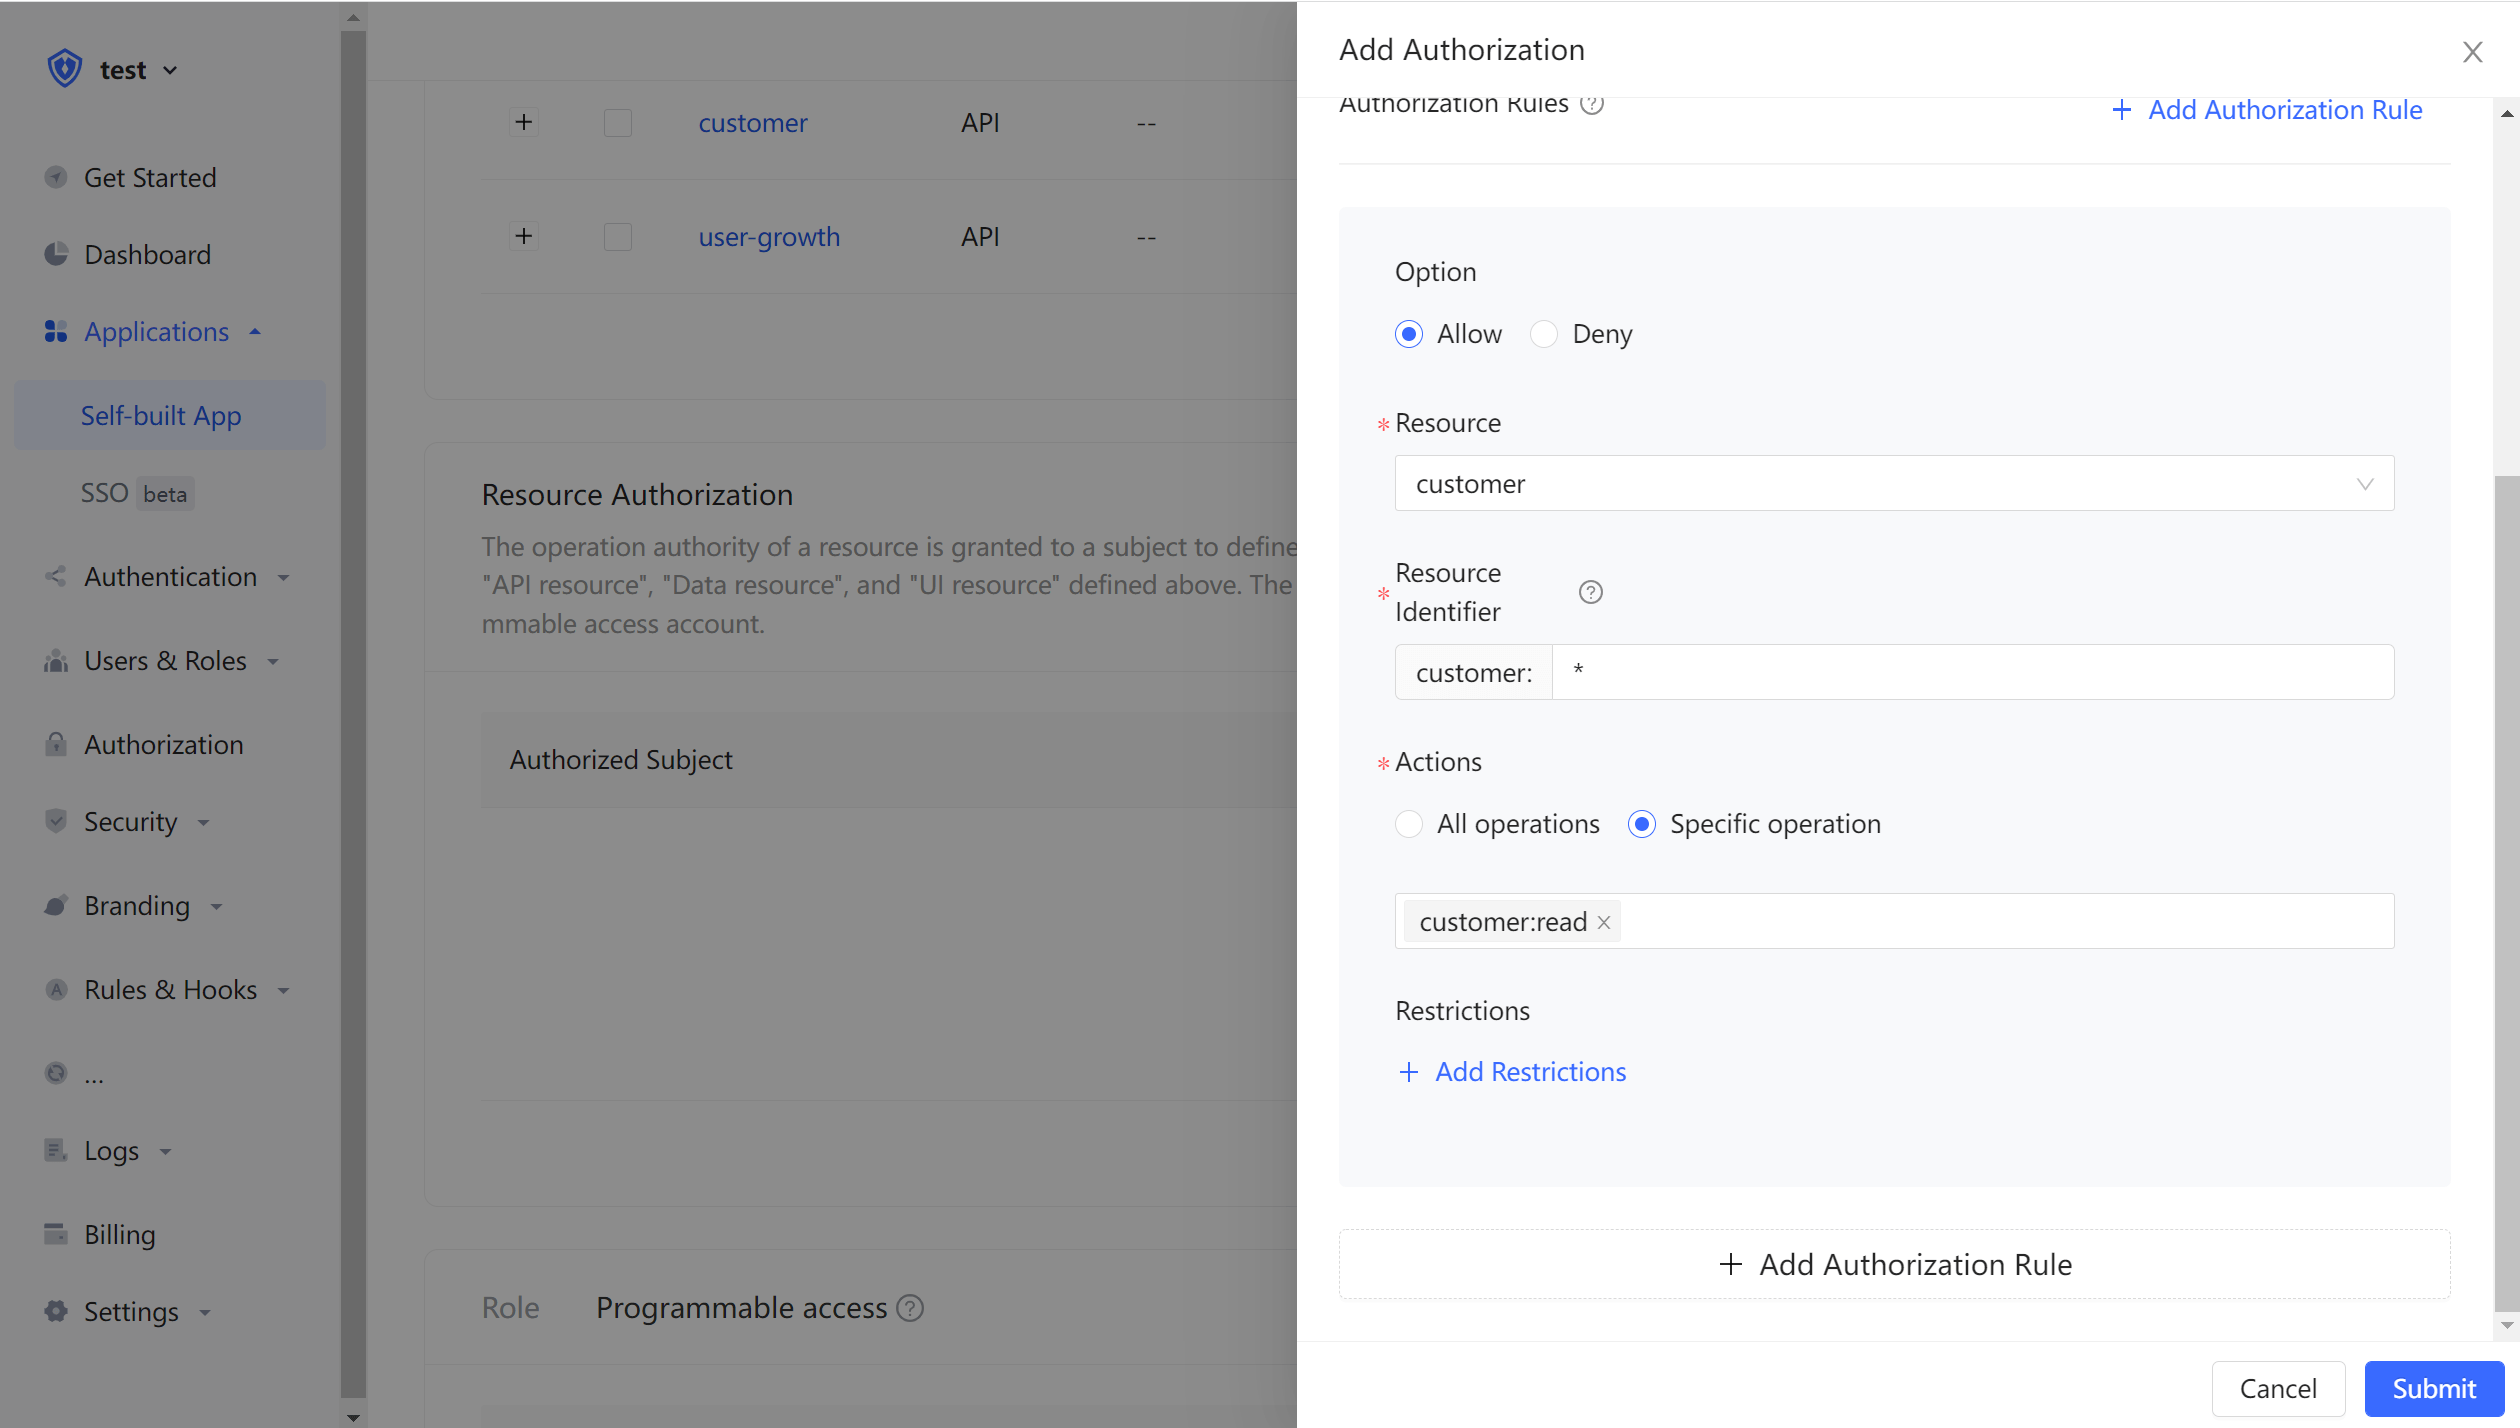 test
Get Started
Dashboard
Applications
Self-built App
SSO beta
Authentication
Users & Roles
Authorization
Security
Branding
Rules & Hooks
...
Logs
Billing
Settings
customer API --
user-growth API --
Resource Authorization
The operation authority of a resource is granted to a subject to define
"API resource", "Data resource", and "UI resource" defined above. The
mmable access account.
Authorized Subject
Role Programmable access
Add Authorization
Authorization Rules
+ Add Authorization Rule
Option
Allow Deny
* Resource
customer
* Resource
Identifier
customer: *
* Actions
All operations Specific operation
customer:read
Restrictions
+ Add Restrictions
+ Add Authorization Rule
Cancel Submit